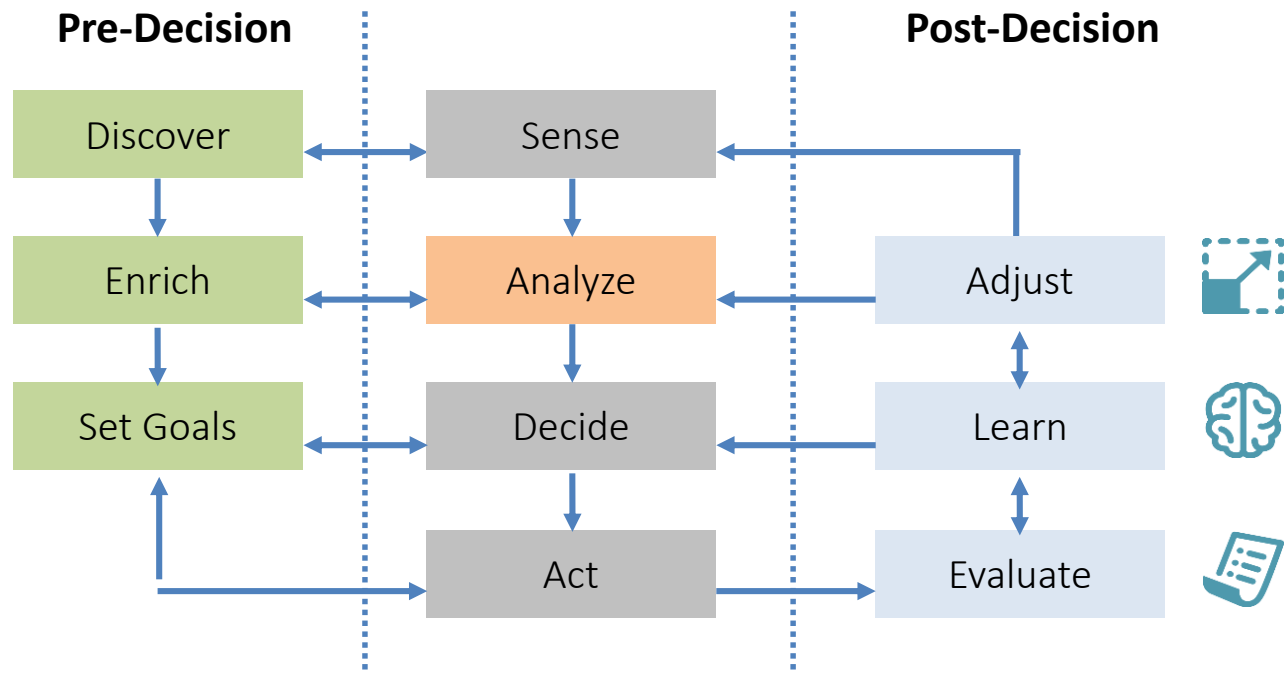 Pre-Decision
Post-Decision
Discover
Sense
Enrich
Analyze
Adjust
Set Goals
Decide
Learn
Act
Evaluate